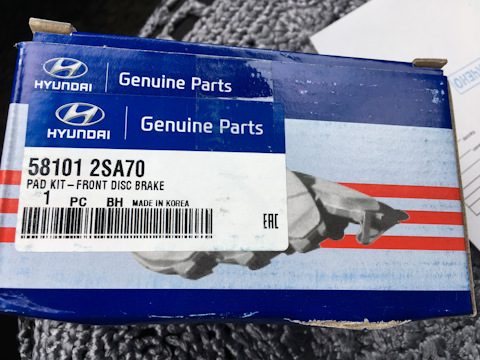 HYUNDAI
Genuine Parts
HYUNDAI
Genuine Parts
58101 2SA70
PAD KIT-FRONT DISC BRAKE
1 PC BH MADE IN KOREA
EAC